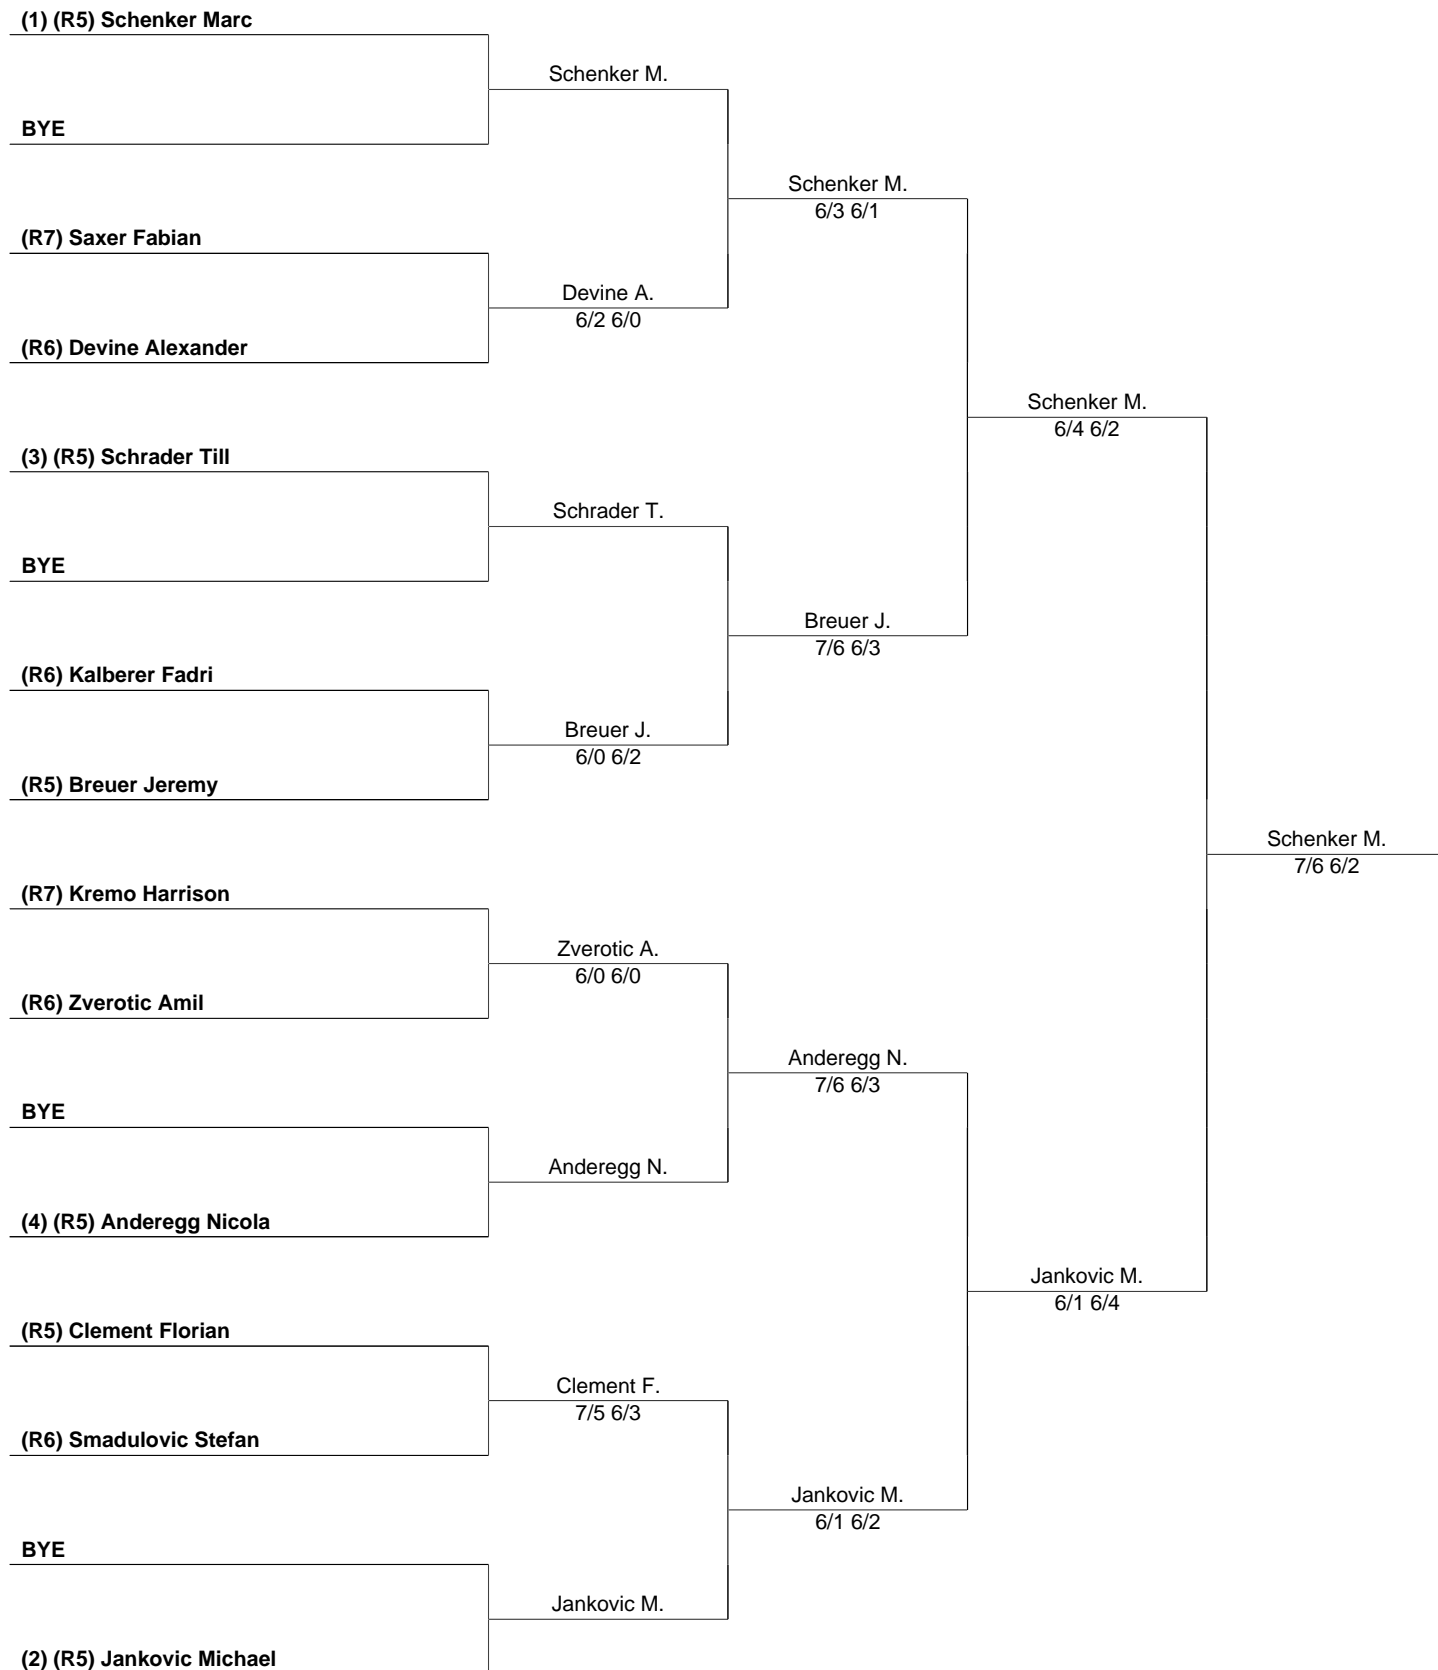 (1) (R5) Schenker Marc
Schenker M.
BYE
Schenker M.
6/3 6/1
(R7) Saxer Fabian
Devine A.
6/2 6/0
(R6) Devine Alexander
Schenker M.
6/4 6/2
(3) (R5) Schrader Till
Schrader T.
BYE
Breuer J.
7/6 6/3
(R6) Kalberer Fadri
Breuer J.
6/0 6/2
(R5) Breuer Jeremy
Schenker M.
7/6 6/2
(R7) Kremo Harrison
Zverotic A.
6/0 6/0
(R6) Zverotic Amil
Anderegg N.
7/6 6/3
BYE
Anderegg N.
(4) (R5) Anderegg Nicola
Jankovic M.
6/1 6/4
(R5) Clement Florian
Clement F.
7/5 6/3
(R6) Smadulovic Stefan
Jankovic M.
6/1 6/2
BYE
Jankovic M.
(2) (R5) Jankovic Michael